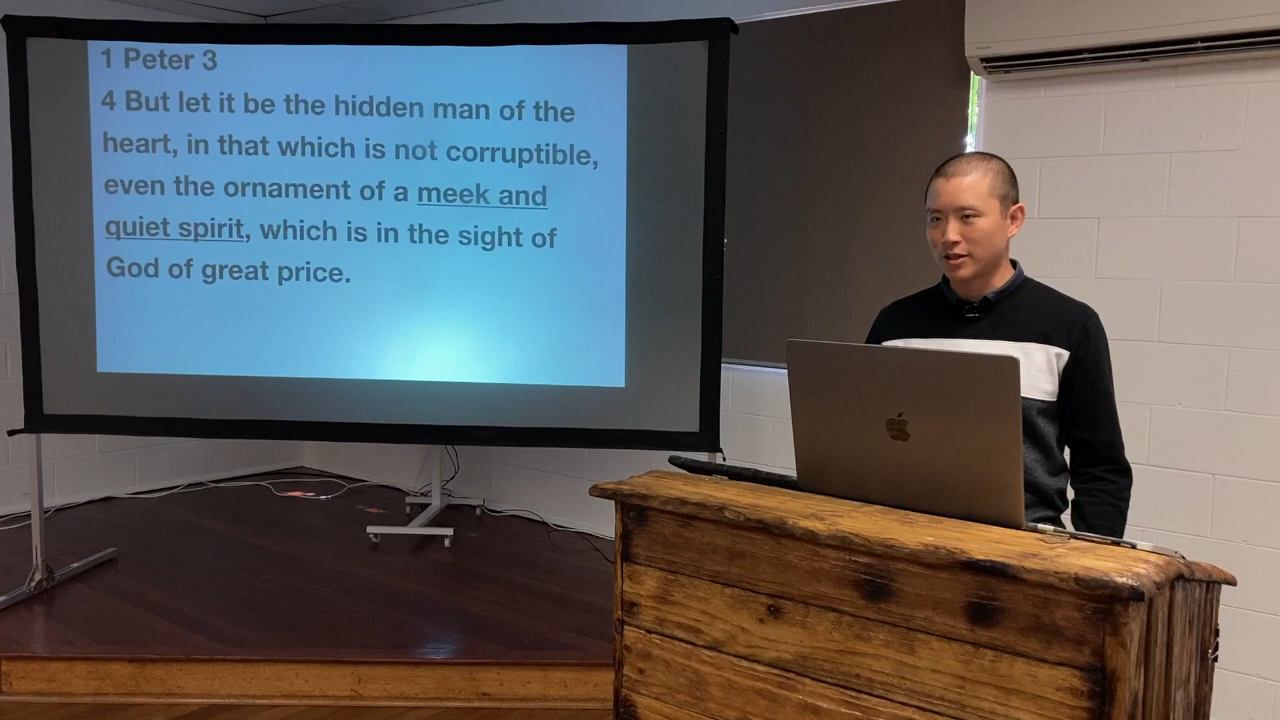 1 Peter 3
4 But let it be the hidden man of the
heart, in that which is not corruptible,
even the ornament of a meek and
quiet spirit, which is in the sight of
God of great price.